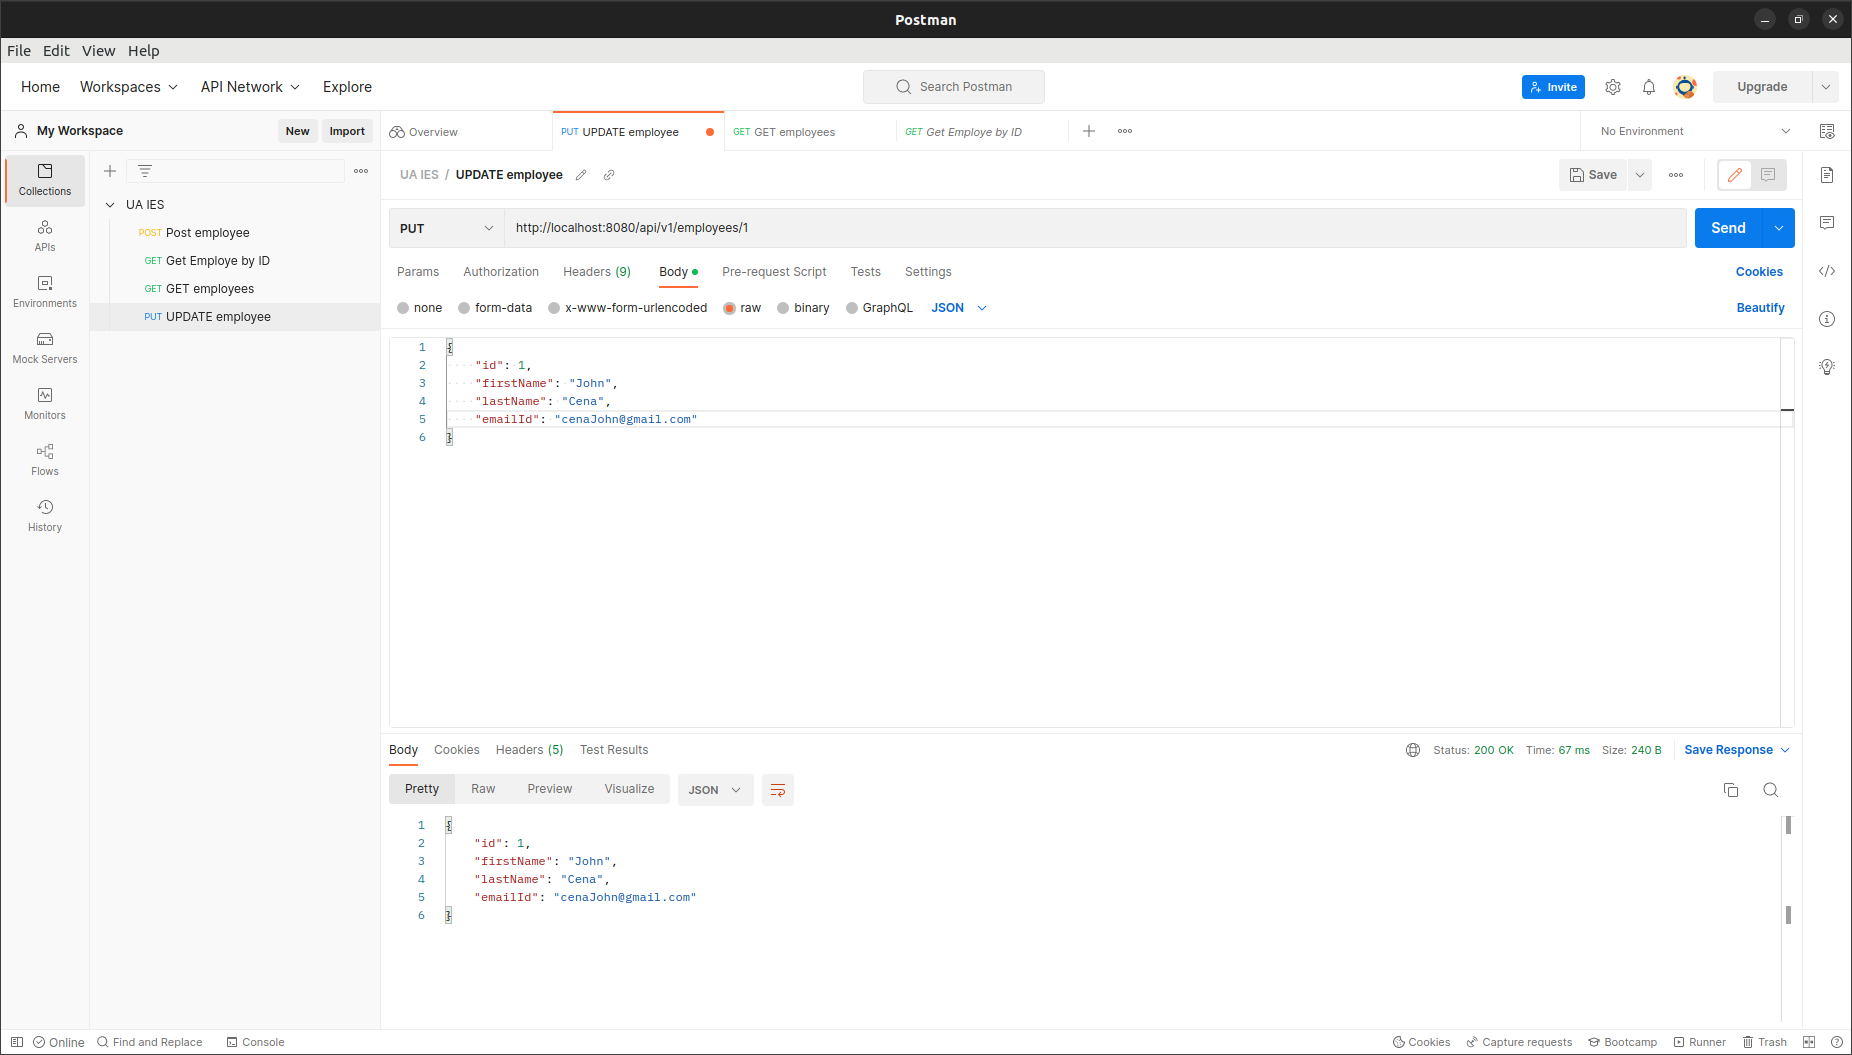 Postman
File Edit View Help
Home Workspaces API Network Explore Search Postman Invite Upgrade
My Workspace New Import Overview PUT UPDATE employee GET GET employees GET Get Employe by ID No Environment
Collections
APIs
Environments
Mock Servers
Monitors
Flows
History
UA IES
POST Post employee
GET Get Employe by ID
GET GET employees
PUT UPDATE employee
UA IES / UPDATE employee Save
PUT http://localhost:8080/api/v1/employees/1 Send
Params Authorization Headers (9) Body Pre-request Script Tests Settings Cookies
none form-data x-www-form-urlencoded raw binary GraphQL JSON Beautify
1 {
2 "id": 1,
3 "firstName": "John",
4 "lastName": "Cena",
5 "emailId": "cenaJohn@gmail.com"
6 }
Body Cookies Headers (5) Test Results Status: 200 OK Time: 67 ms Size: 240 B Save Response
Pretty Raw Preview Visualize JSON
1 {
2 "id": 1,
3 "firstName": "John",
4 "lastName": "Cena",
5 "emailId": "cenaJohn@gmail.com"
6 }
Online Find and Replace Console Cookies Capture requests Bootcamp Runner Trash